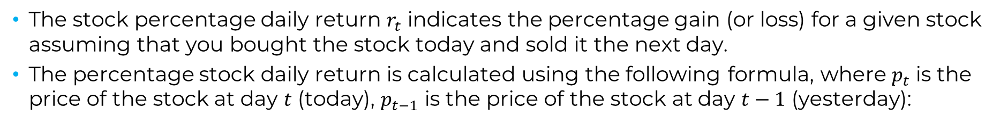 • The stock percentage daily return rₜ indicates the percentage gain (or loss) for a given stock
assuming that you bought the stock today and sold it the next day.
• The percentage stock daily return is calculated using the following formula, where pₜ is the
price of the stock at day t (today), pₜ₋₁ is the price of the stock at day t − 1 (yesterday):